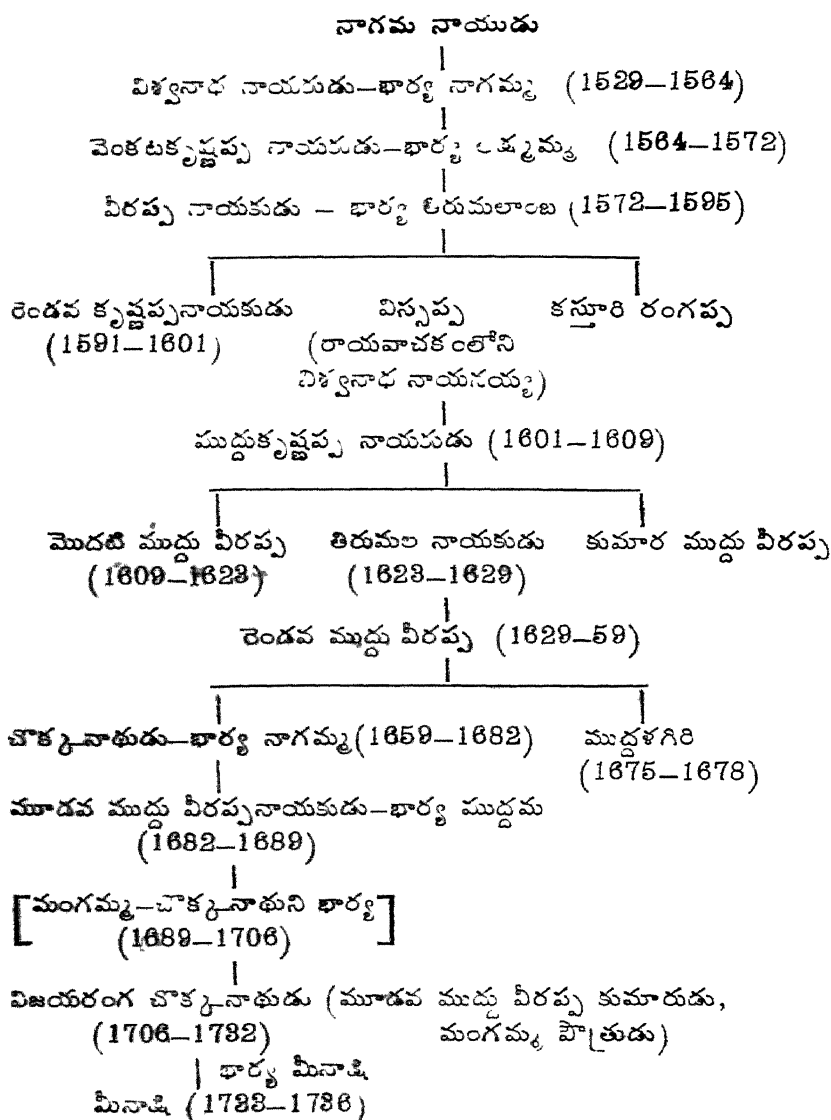 నాగమ నాయుడు
విశ్వనాధ నాయకుడు—భార్య నాగమ్మ (1529—1564)
వెంకటకృష్ణప్ప నాయకుడు—భార్య లక్ష్మమ్మ (1564—1572)
వీరప్ప నాయకుడు — భార్య తిరుమలాంబ (1572—1595)
రెండవ కృష్ణప్పనాయకుడు విస్సప్ప కస్తూరి రంగప్ప
(1591—1601) (రాయవాచకంలోని
విశ్వనాధ నాయనయ్య)
ముద్దుకృష్ణప్ప నాయకుడు (1601—1609)
మొదటి ముద్దు వీరప్ప తిరుమల నాయకుడు కుమార ముద్దు వీరప్ప
(1609—1623) (1623—1629)
రెండవ ముద్దు వీరప్ప (1629—59)
చొక్కనాథుడు—భార్య నాగమ్మ (1659—1682) ముద్దళగిరి
(1675—1678)
మూడవ ముద్దు వీరప్పనాయకుడు—భార్య ముద్దమ
(1682—1689)
[మంగమ్మ—చొక్కనాథుని భార్య]
(1689—1706)
విజయరంగ చొక్కనాథుడు (మూడవ ముద్దు వీరప్ప కుమారుడు,
(1706—1732) మంగమ్మ పౌత్రుడు)
భార్య మీనాక్షి
మీనాక్షి (1733—1736)